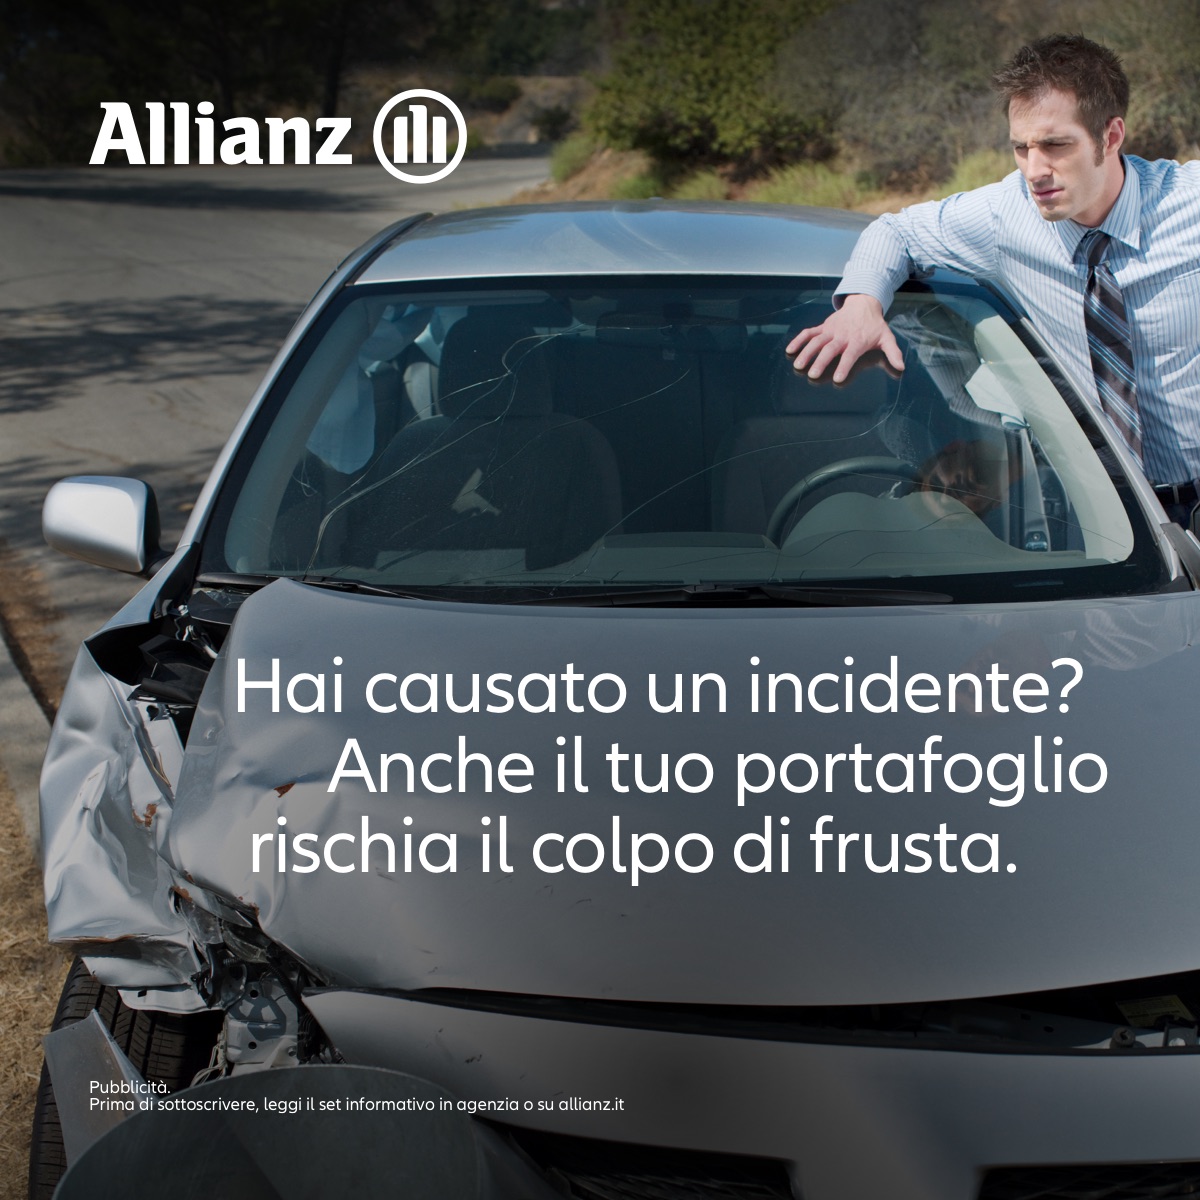 Allianz
Hai causato un incidente?
Anche il tuo portafoglio
rischia il colpo di frusta.
Pubblicità.
Prima di sottoscrivere, leggi il set informativo in agenzia o su allianz.it